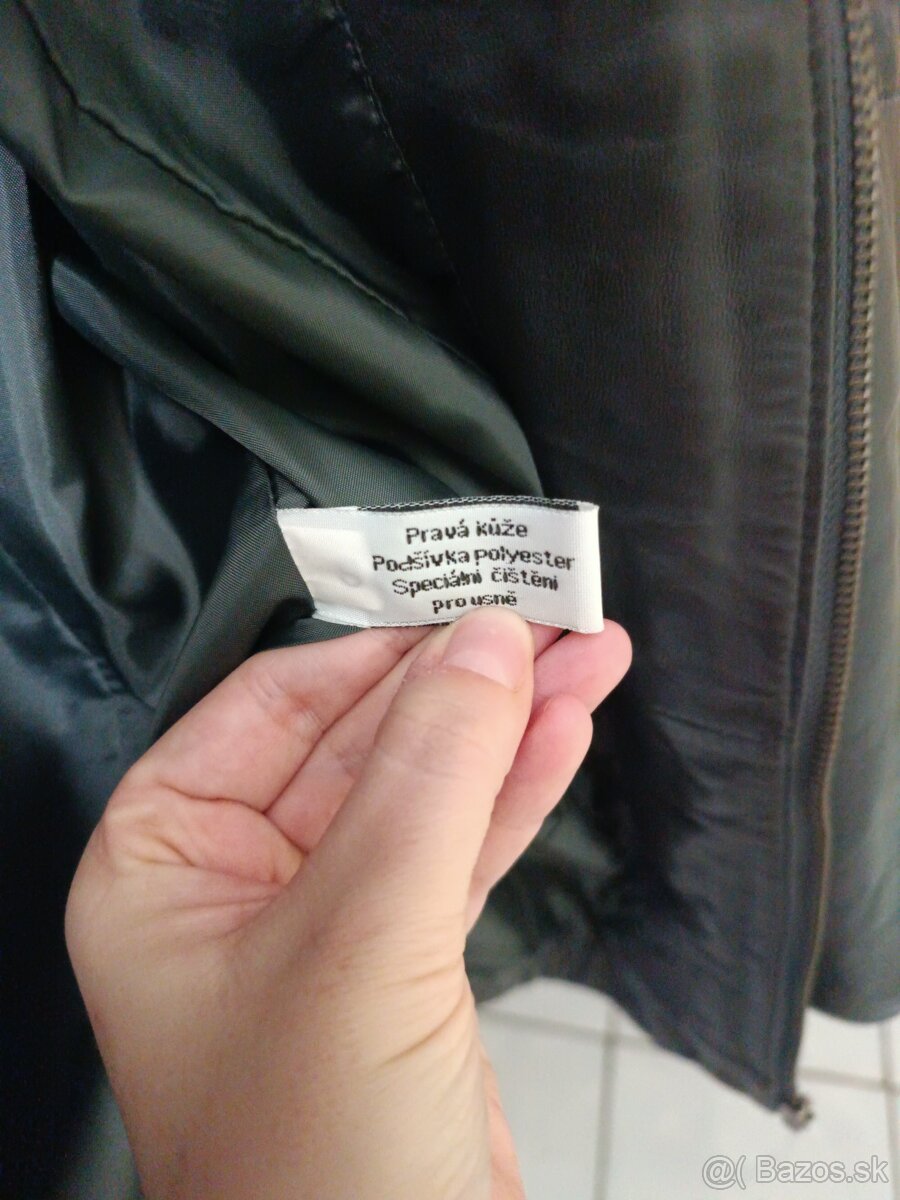 Pravá kůže
Podšívka polyester
Speciální čištění
pro usně
@( Bazos.sk